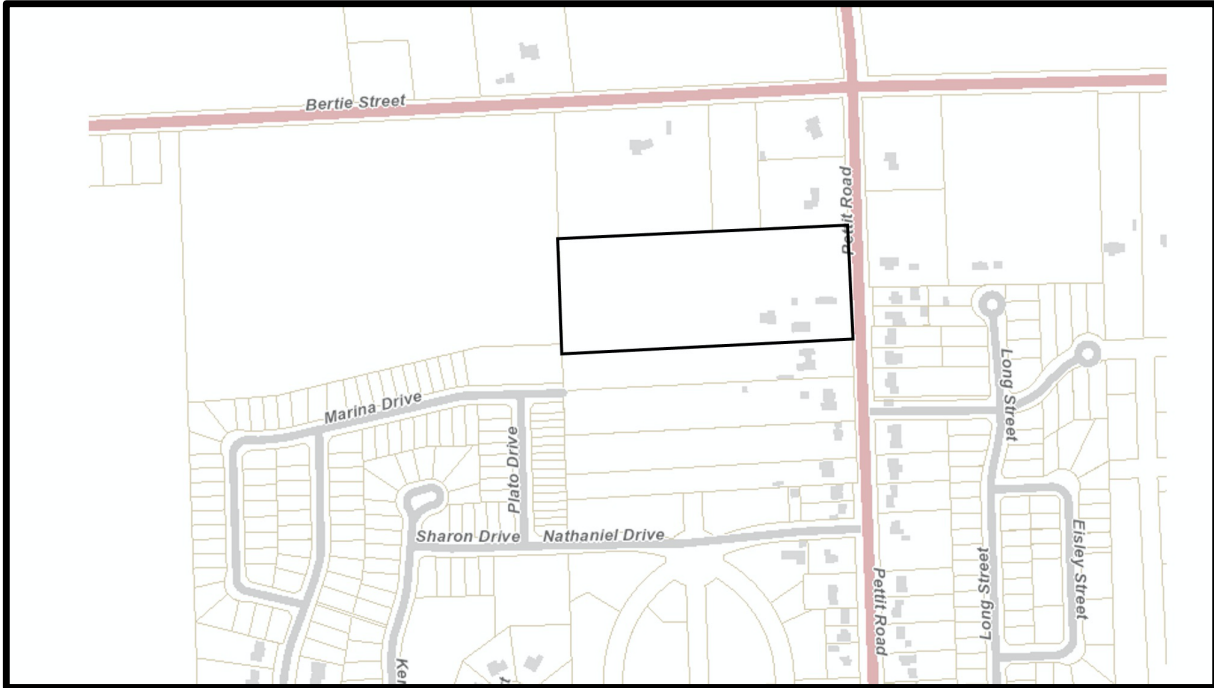 Bertie Street
Pettit Road
Marina Drive
Long Street
Plato Drive
Sharon Drive
Nathaniel Drive
Eisley Street
Long Street
Pettit Road
Ker